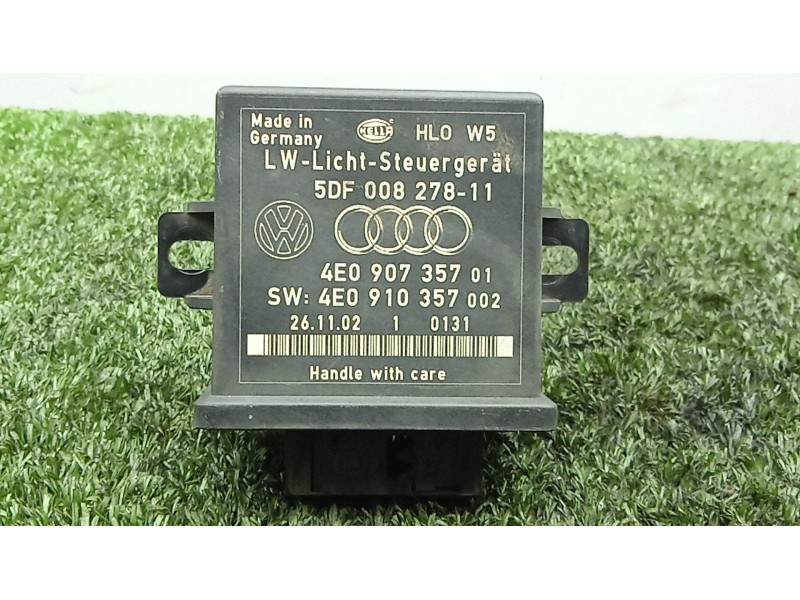 Made in
Germany
HELLA
HLO W5
LW-Licht-Steuergerät
5DF 008 278-11
4E0 907 357 01
SW: 4E0 910 357 002
26.11.02 1 0131
Handle with care